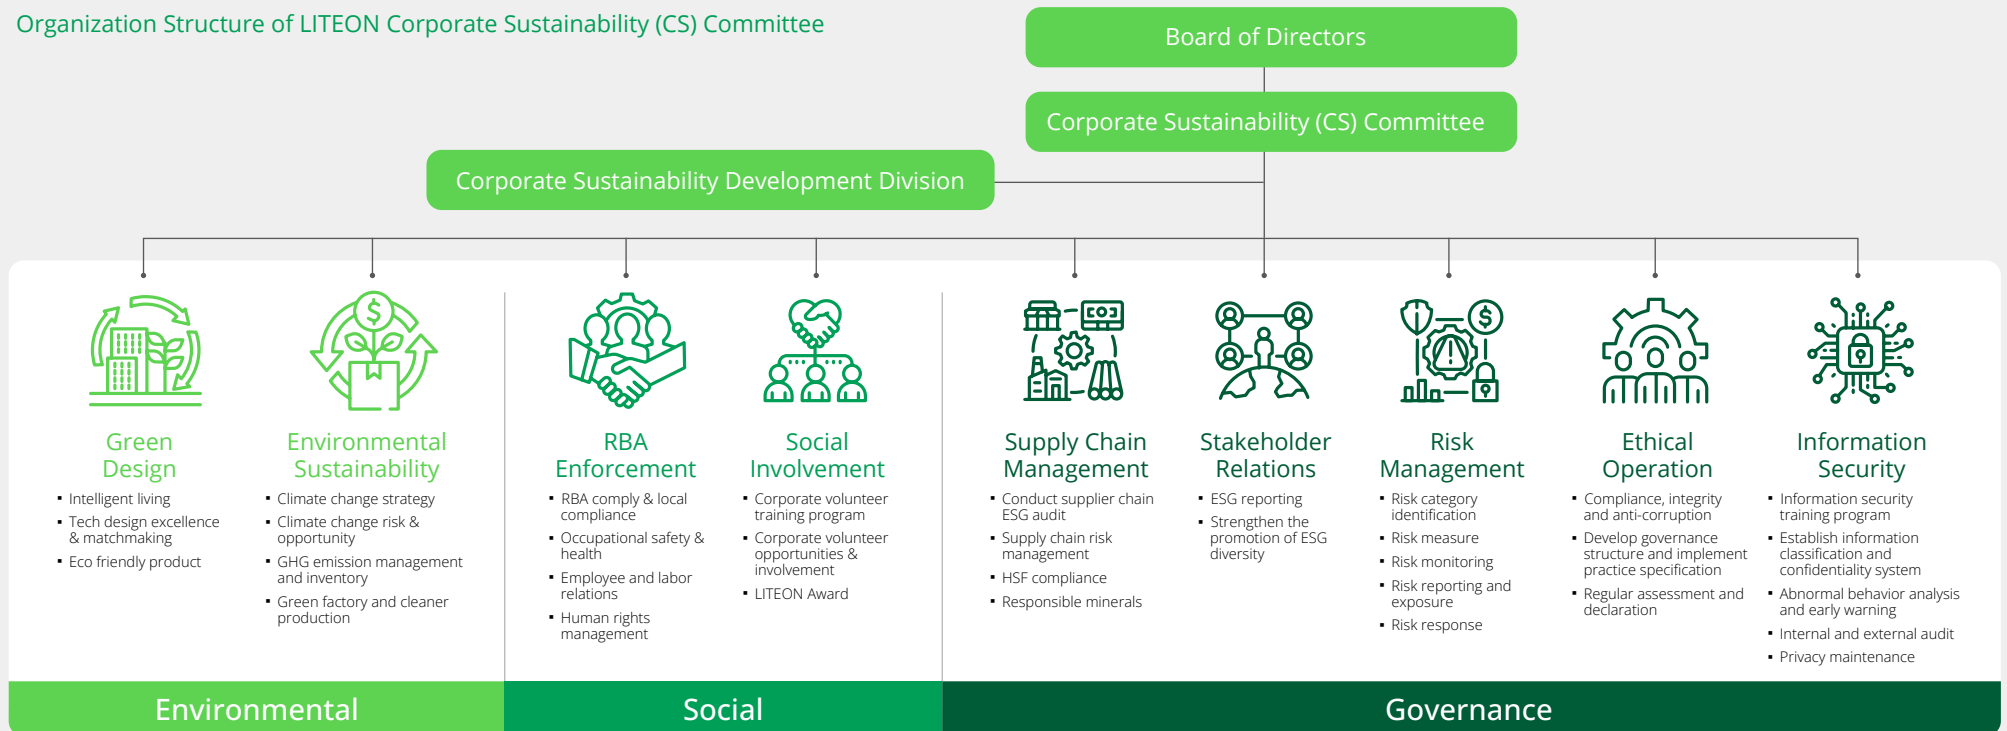 Organization Structure of LITEON Corporate Sustainability (CS) Committee
Board of Directors
Corporate Sustainability (CS) Committee
Corporate Sustainability Development Division
Green
Design
▪ Intelligent living
▪ Tech design excellence
& matchmaking
▪ Eco friendly product
Environmental
Sustainability
▪ Climate change strategy
▪ Climate change risk &
opportunity
▪ GHG emission management
and inventory
▪ Green factory and cleaner
production
RBA
Enforcement
▪ RBA comply & local
compliance
▪ Occupational safety &
health
▪ Employee and labor
relations
▪ Human rights
management
Social
Involvement
▪ Corporate volunteer
training program
▪ Corporate volunteer
opportunities &
involvement
▪ LITEON Award
Supply Chain
Management
▪ Conduct supplier chain
ESG audit
▪ Supply chain risk
management
▪ HSF compliance
▪ Responsible minerals
Stakeholder
Relations
▪ ESG reporting
▪ Strengthen the
promotion of ESG
diversity
Risk
Management
▪ Risk category
identification
▪ Risk measure
▪ Risk monitoring
▪ Risk reporting and
exposure
▪ Risk response
Ethical
Operation
▪ Compliance, integrity
and anti-corruption
▪ Develop governance
structure and implement
practice specification
▪ Regular assessment and
declaration
Information
Security
▪ Information security
training program
▪ Establish information
classification and
confidentiality system
▪ Abnormal behavior analysis
and early warning
▪ Internal and external audit
▪ Privacy maintenance
Environmental
Social
Governance